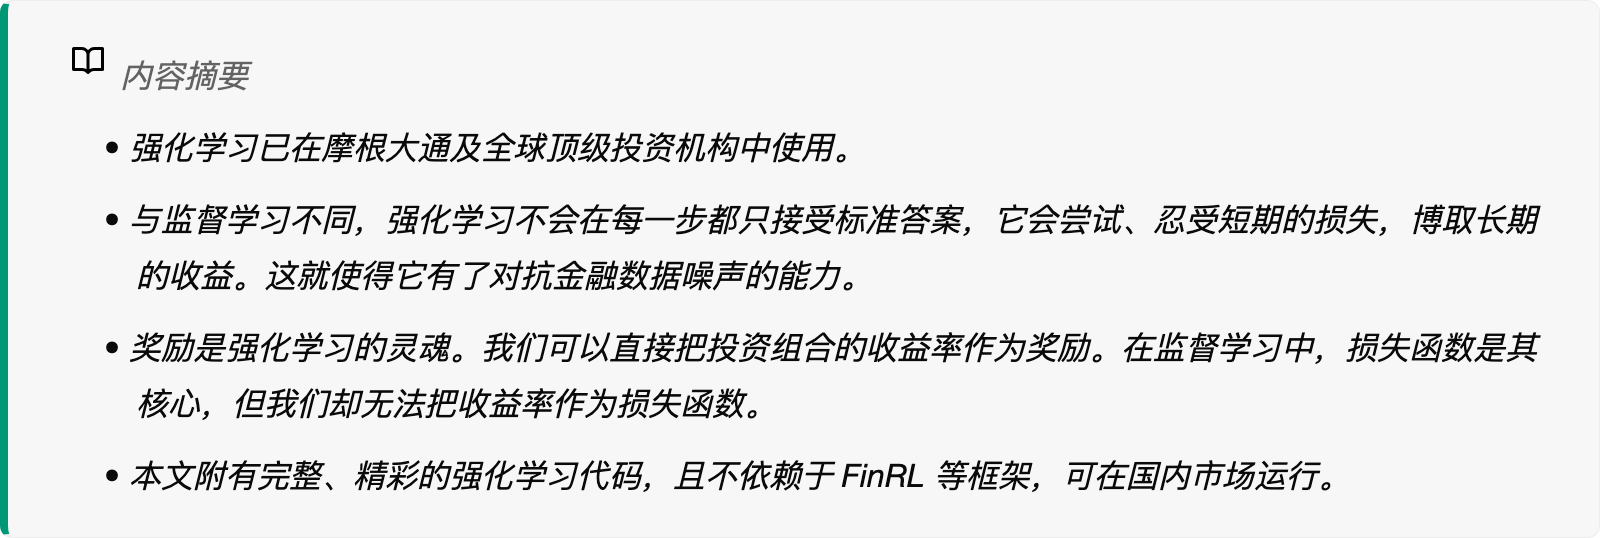 内容摘要
强化学习已在摩根大通及全球顶级投资机构中使用。
与监督学习不同，强化学习不会在每一步都只接受标准答案，它会尝试、忍受短期的损失，博取长期
的收益。这就使得它有了对抗金融数据噪声的能力。
奖励是强化学习的灵魂。我们可以直接把投资组合的收益率作为奖励。在监督学习中，损失函数是其
核心，但我们却无法把收益率作为损失函数。
本文附有完整、精彩的强化学习代码，且不依赖于 FinRL 等框架，可在国内市场运行。